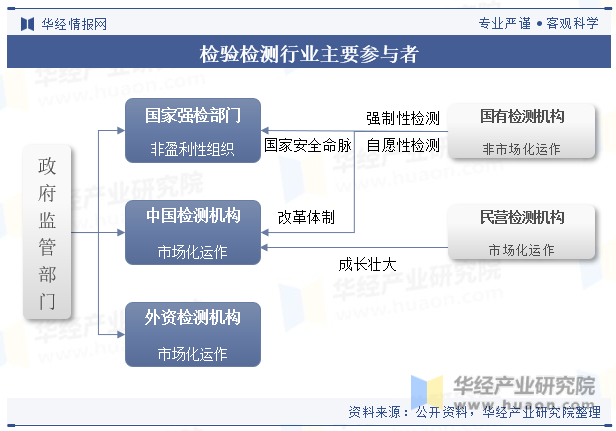 华经情报网
专业严谨 • 客观科学
检验检测行业主要参与者
政府监管部门
国家强检部门
非盈利性组织
中国检测机构
市场化运作
外资检测机构
市场化运作
强制性检测
国家安全命脉
自愿性检测
改革体制
成长壮大
国有检测机构
非市场化运作
民营检测机构
市场化运作
华经产业研究院
www.huaon.com
资料来源：公开资料，华经产业研究院整理